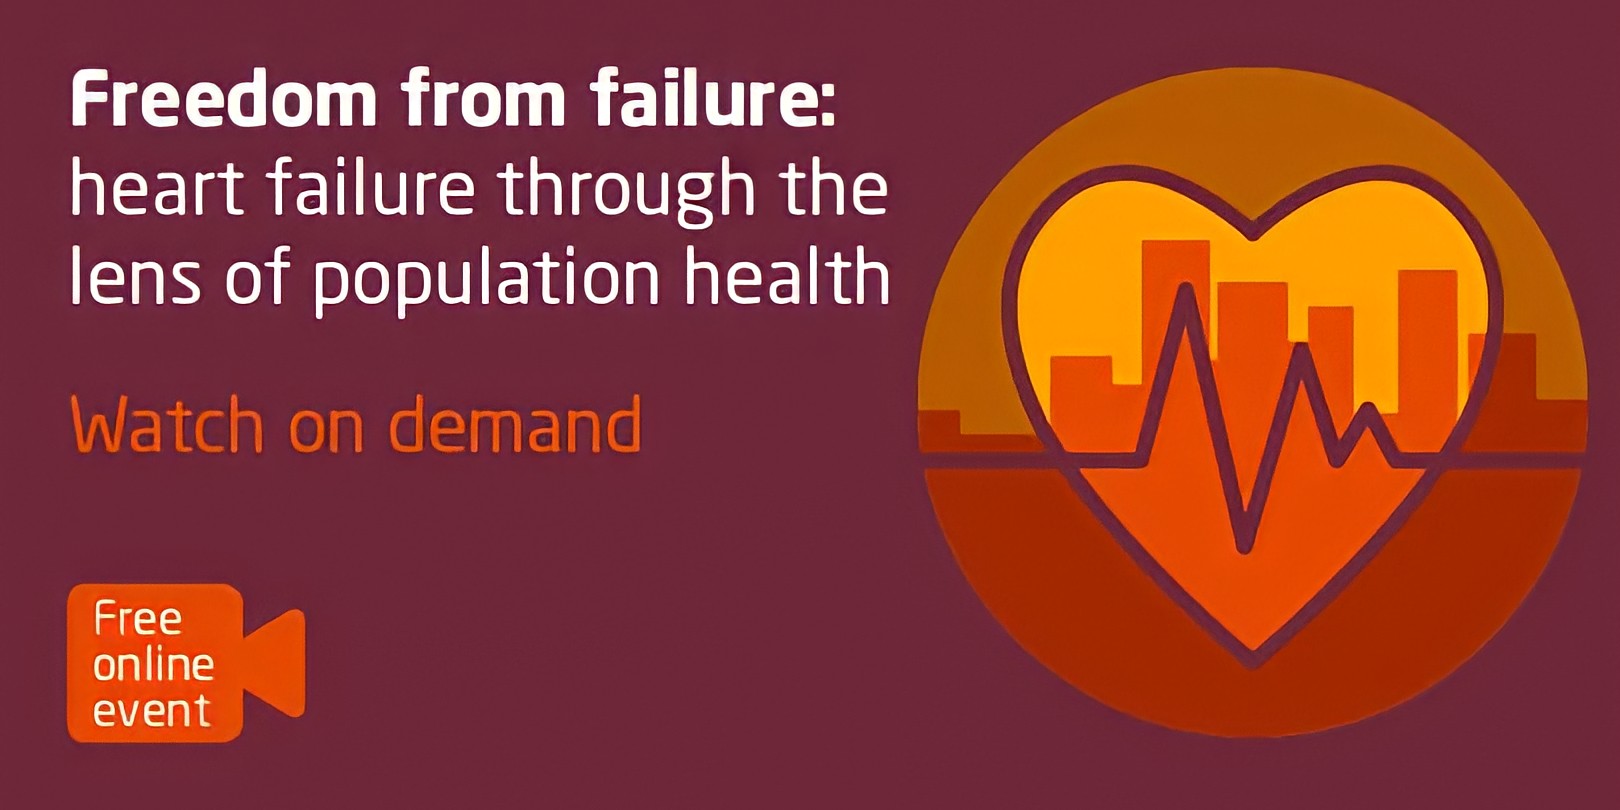 Freedom from failure:
heart failure through the
lens of population health
Watch on demand
Free
online
event